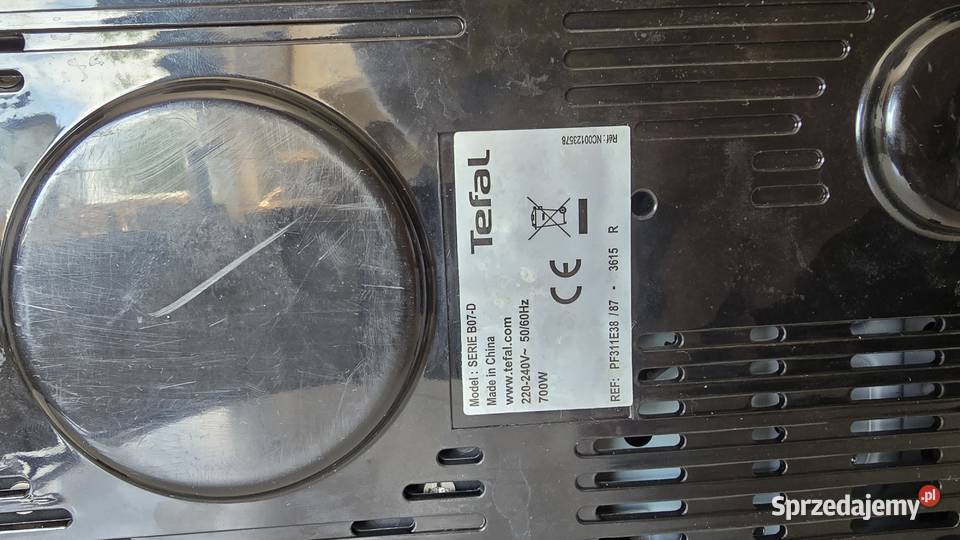 Tefal
Réf : NC00123578
Model : SERIE B07-D
Made in China
www.tefal.com
220-240V~ 50/60Hz
700W
CE
REF: PF311E38 / 87 - 3615 R
Sprzedajemy.pl